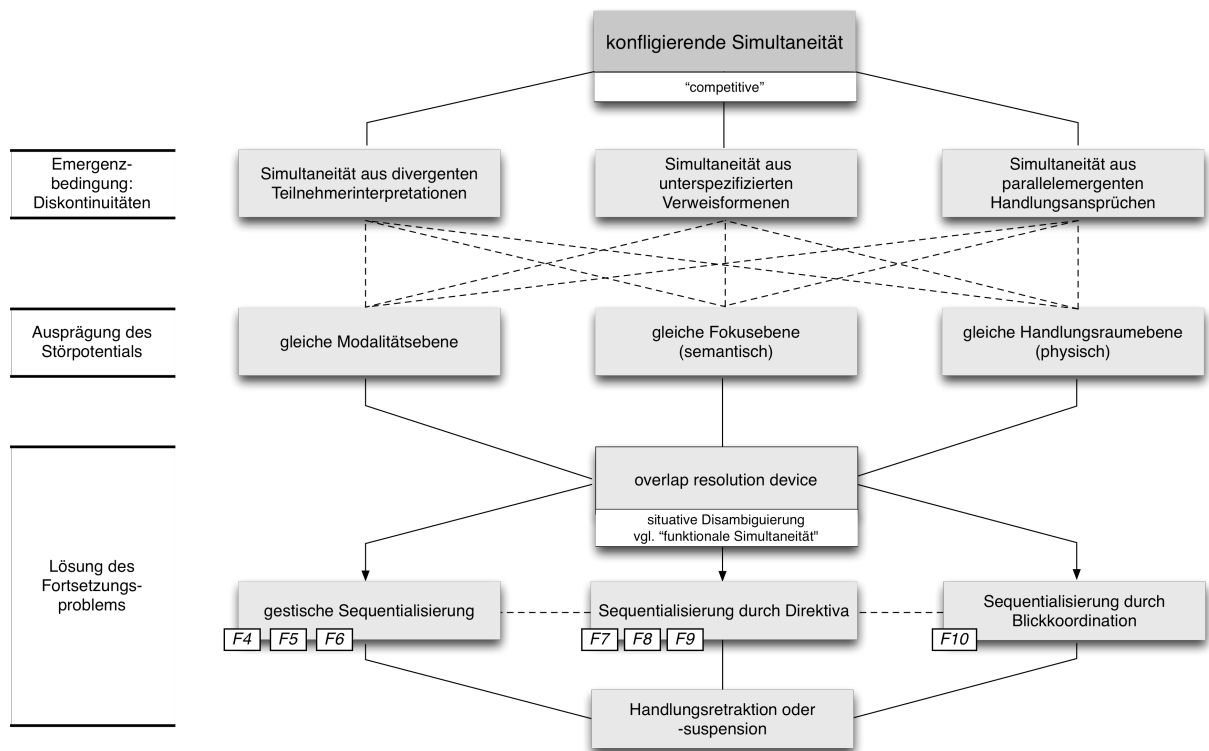 konfligierende Simultaneität
“competitive”
Emergenz-
bedingung:
Diskontinuitäten
Simultaneität aus divergenten
Teilnehmerinterpretationen
Simultaneität aus
unterspezifizierten
Verweisformenen
Simultaneität aus
parallelemergenten
Handlungsansprüchen
Ausprägung des
Störpotentials
gleiche Modalitätsebene
gleiche Fokusebene
(semantisch)
gleiche Handlungsraumebene
(physisch)
Lösung des
Fortsetzungs-
problems
overlap resolution device
situative Disambiguierung
vgl. “funktionale Simultaneität"
gestische Sequentialisierung
F4 F5 F6
Sequentialisierung durch Direktiva
F7 F8 F9
Sequentialisierung durch
Blickkoordination
F10
Handlungsretraktion oder
-suspension